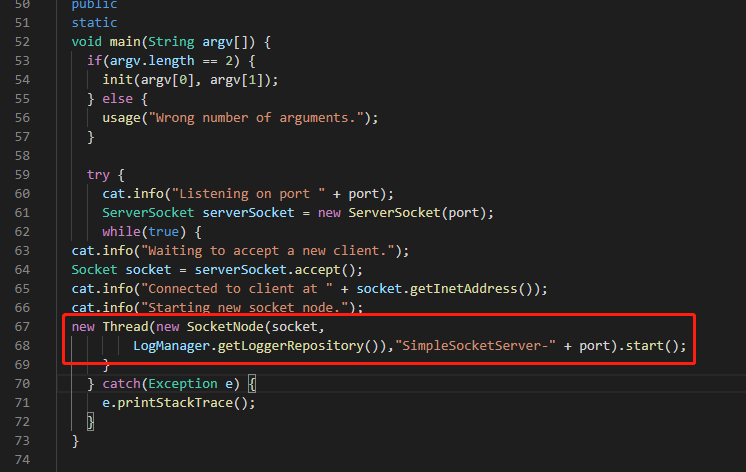 50 public
51 static
52 void main(String argv[]) {
53 if(argv.length == 2) {
54 init(argv[0], argv[1]);
55 } else {
56 usage("Wrong number of arguments.");
57 }
58
59 try {
60 cat.info("Listening on port " + port);
61 ServerSocket serverSocket = new ServerSocket(port);
62 while(true) {
63 cat.info("Waiting to accept a new client.");
64 Socket socket = serverSocket.accept();
65 cat.info("Connected to client at " + socket.getInetAddress());
66 cat.info("Starting new socket node.");
67 new Thread(new SocketNode(socket,
68 LogManager.getLoggerRepository()),"SimpleSocketServer-" + port).start();
69 }
70 } catch(Exception e) {
71 e.printStackTrace();
72 }
73 }
74